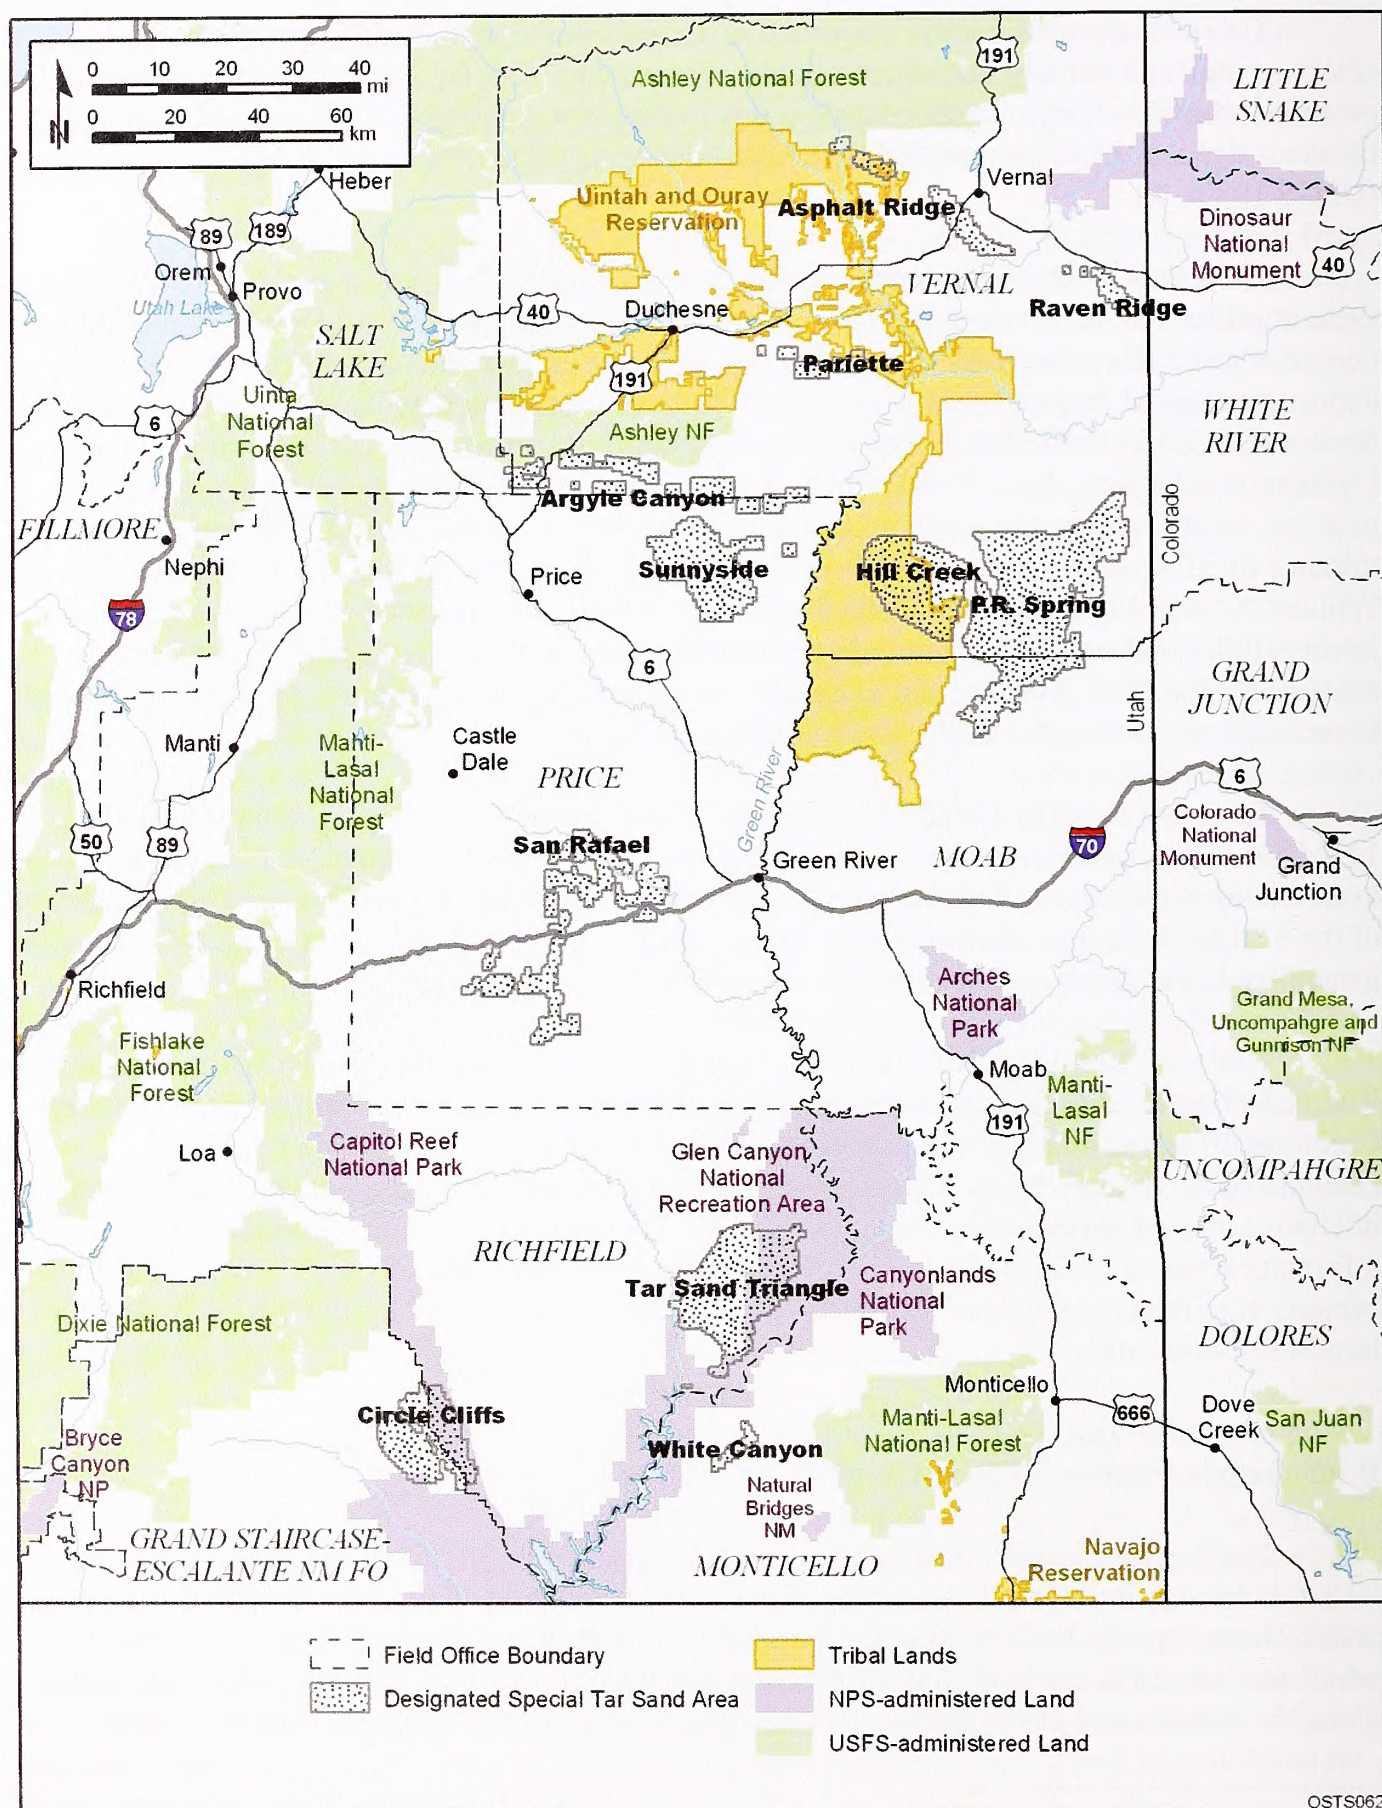 0 10 20 30 40 mi
0 20 40 60 km
N
191
Ashley National Forest
LITTLE
SNAKE
Heber
Vernal
Uintah and Ouray
Reservation
Asphalt Ridge
Dinosaur
National
Monument
40
89
189
Orem
Provo
Utah Lake
VERNAL
Raven Ridge
40
Duchesne
SALT
LAKE
Pariette
191
Uinta
National
Forest
6
Ashley NF
WHITE
RIVER
Argyle Canyon
Colorado
FILLMORE
Nephi
Price
Sunnyside
Hill Creek
P.R. Spring
78
6
GRAND
JUNCTION
Utah
Manti
Manti-
Lasal
National
Forest
Castle
Dale
PRICE
Green River
6
Colorado
National
Monument
50
89
San Rafael
Green River
MOAB
70
Grand
Junction
Richfield
Arches
National
Park
Grand Mesa,
Uncompahgre and
Gunnison NF
Fishlake
National
Forest
Moab
Manti-
Lasal
NF
191
Loa
Capitol Reef
National Park
Glen Canyon
National
Recreation Area
UNCOMPAHGRE
RICHFIELD
Tar Sand Triangle
Canyonlands
National
Park
Dixie National Forest
DOLORES
Monticello
666
Dove
Creek
San Juan
NF
Circle Cliffs
Manti-Lasal
National Forest
White Canyon
Bryce
Canyon
NP
Natural
Bridges
NM
GRAND STAIRCASE-
ESCALANTE NM FO
MONTICELLO
Navajo
Reservation
Field Office Boundary
Tribal Lands
Designated Special Tar Sand Area
NPS-administered Land
USFS-administered Land
OSTS062